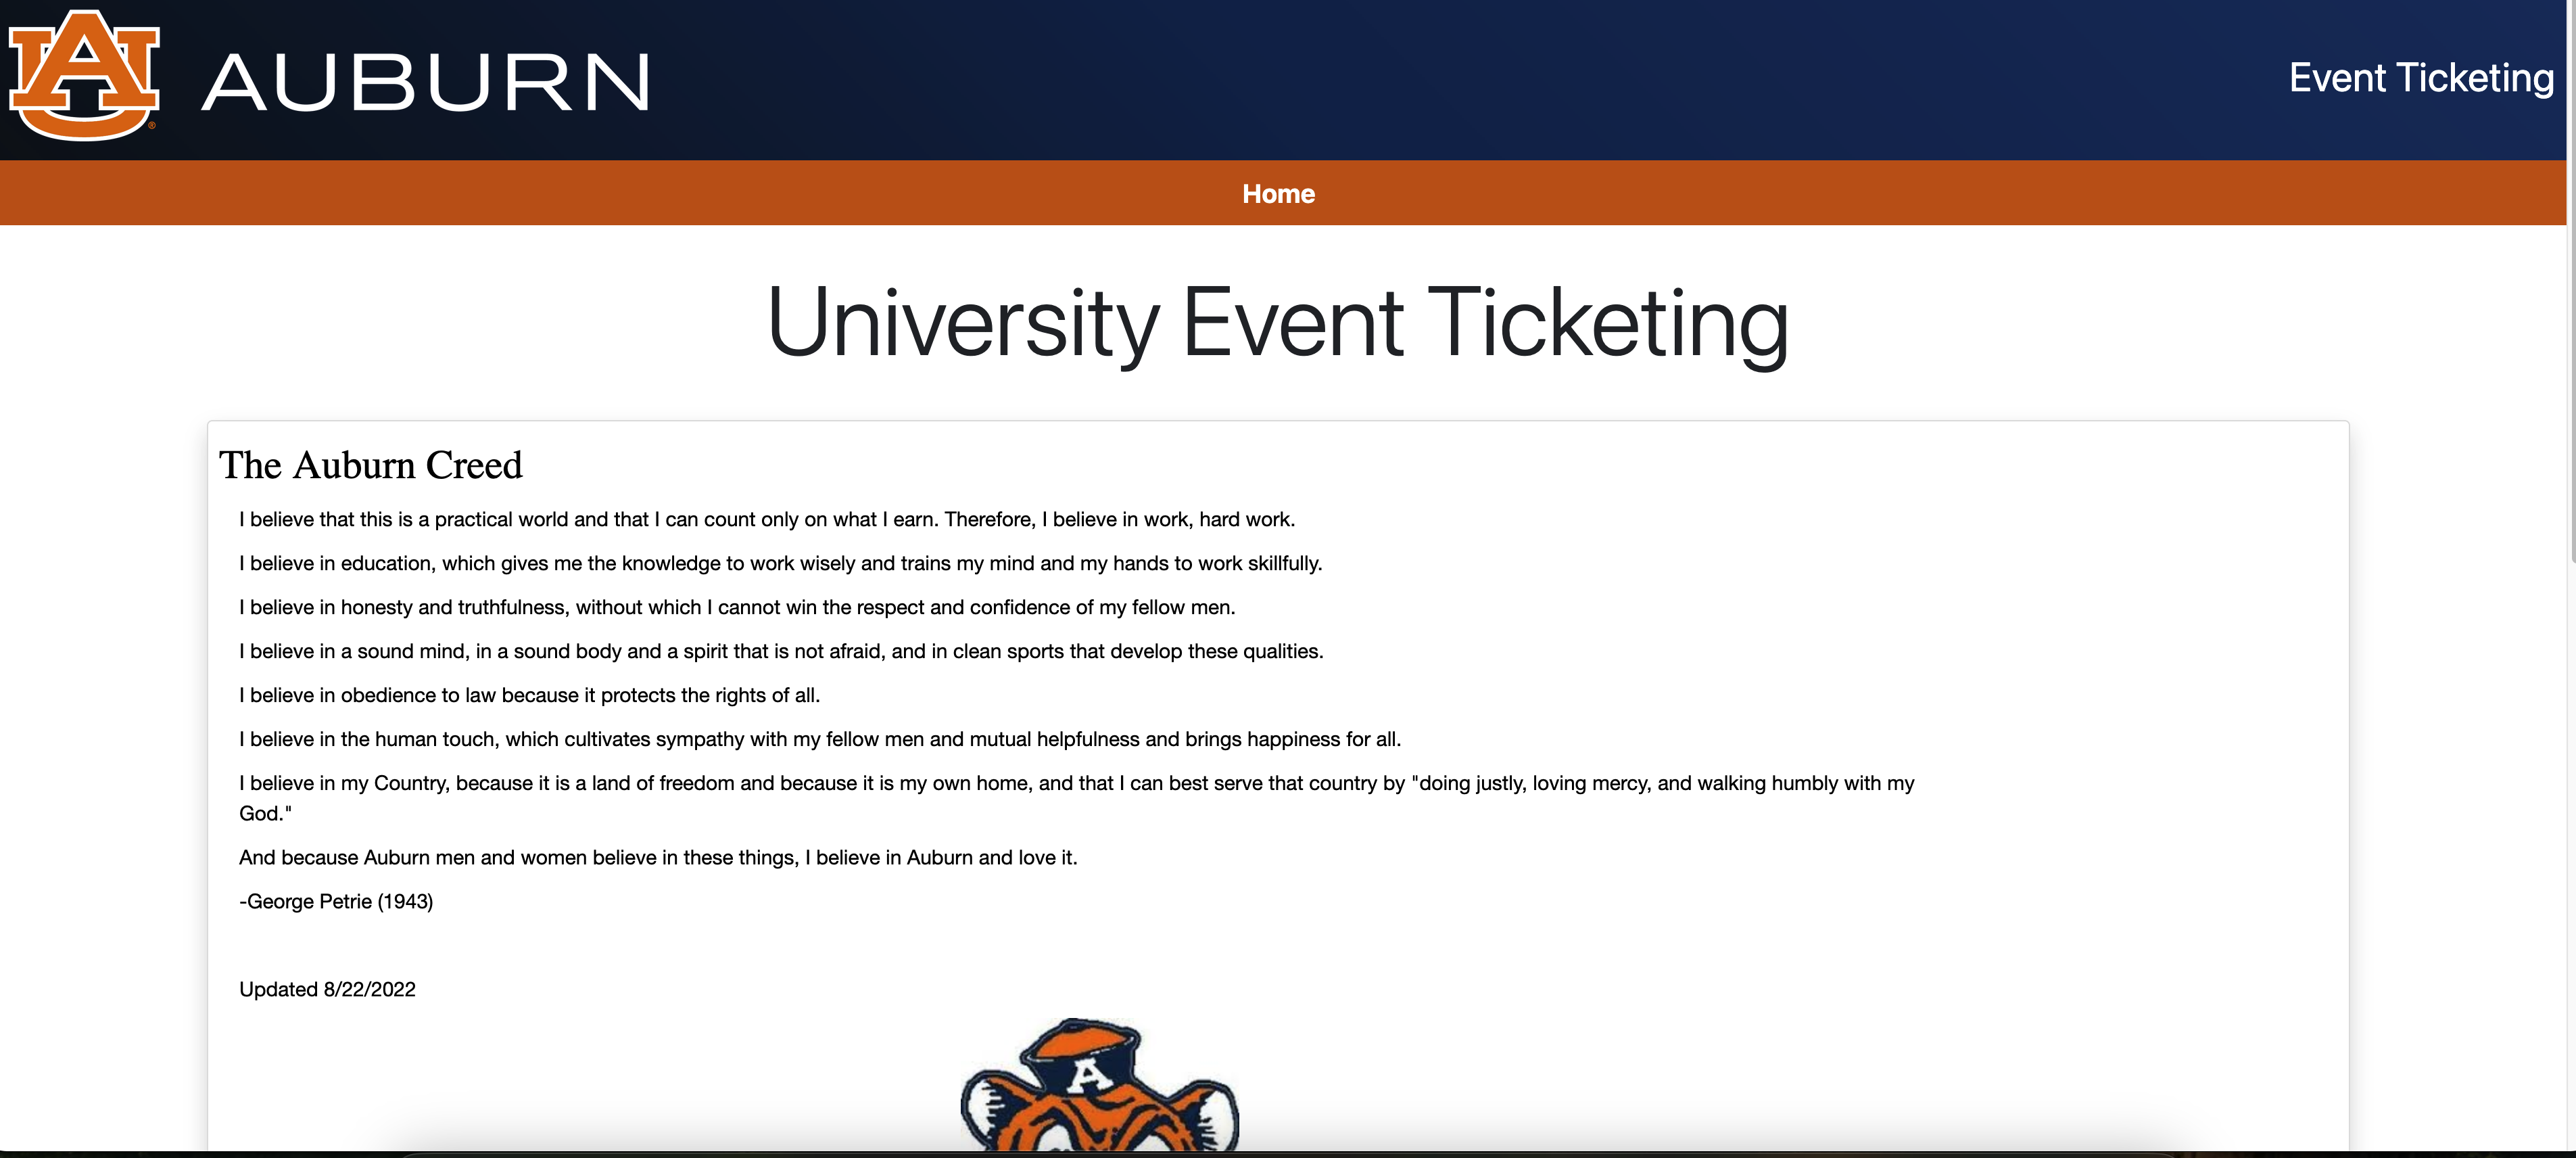 AU
AUBURN
Event Ticketing
Home
University Event Ticketing
The Auburn Creed
I believe that this is a practical world and that I can count only on what I earn. Therefore, I believe in work, hard work.
I believe in education, which gives me the knowledge to work wisely and trains my mind and my hands to work skillfully.
I believe in honesty and truthfulness, without which I cannot win the respect and confidence of my fellow men.
I believe in a sound mind, in a sound body and a spirit that is not afraid, and in clean sports that develop these qualities.
I believe in obedience to law because it protects the rights of all.
I believe in the human touch, which cultivates sympathy with my fellow men and mutual helpfulness and brings happiness for all.
I believe in my Country, because it is a land of freedom and because it is my own home, and that I can best serve that country by "doing justly, loving mercy, and walking humbly with my
God."
And because Auburn men and women believe in these things, I believe in Auburn and love it.
-George Petrie (1943)
Updated 8/22/2022
A